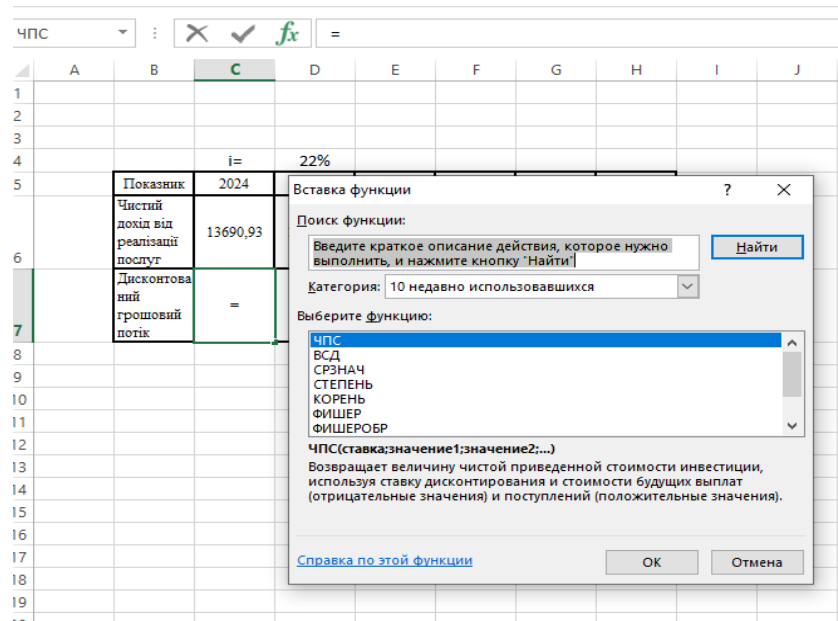 ЧПС fx =
A B C D E F G H I J
1
2
3
4 i= 22%
5 Показник 2024
Чистий
дохід від
реалізації
послуг
6 13690,93
Дисконтова
ний
грошовий
потік
7 =
8
9
10
11
12
13
14
15
16
17
18
19
Вставка функции ? ✕
Поиск функции:
Введите краткое описание действия, которое нужно
выполнить, и нажмите кнопку "Найти"
Найти
Категория: 10 недавно использовавшихся
Выберите функцию:
ЧПС
ВСД
СРЗНАЧ
СТЕПЕНЬ
КОРЕНЬ
ФИШЕР
ФИШЕРОБР
ЧПС(ставка;значение1;значение2;...)
Возвращает величину чистой приведенной стоимости инвестиции,
используя ставку дисконтирования и стоимости будущих выплат
(отрицательные значения) и поступлений (положительные значения).
Справка по этой функции
ОК Отмена